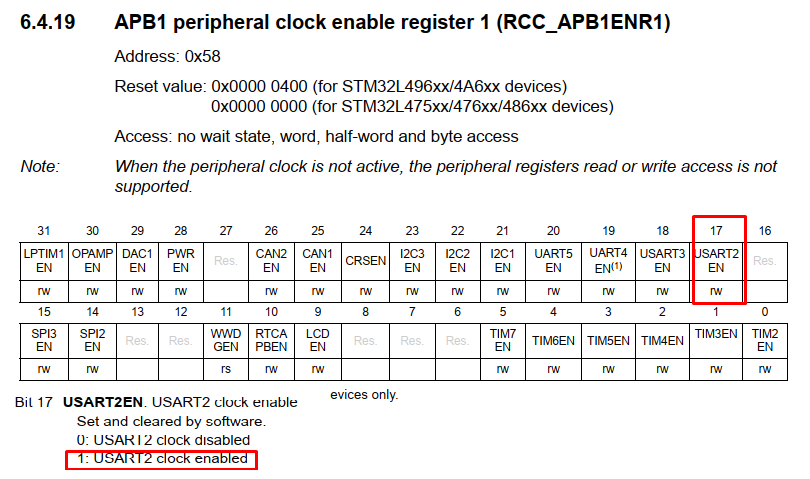 6.4.19 APB1 peripheral clock enable register 1 (RCC_APB1ENR1)
Address: 0x58
Reset value: 0x0000 0400 (for STM32L496xx/4A6xx devices)
0x0000 0000 (for STM32L475xx/476xx/486xx devices)
Access: no wait state, word, half-word and byte access
Note: When the peripheral clock is not active, the peripheral registers read or write access is not
supported.
31 30 29 28 27 26 25 24 23 22 21 20 19 18 17 16
LPTIM1 OPAMP DAC1 PWR Res. CAN2 CAN1 CRSEN I2C3 I2C2 I2C1 UART5 UART4 USART3 USART2 Res.
EN EN EN EN EN EN EN EN EN EN EN(1) EN EN
rw rw rw rw rw rw rw rw rw rw rw rw rw rw
15 14 13 12 11 10 9 8 7 6 5 4 3 2 1 0
SPI3 SPI2 Res. Res. WWD RTCA LCD Res. Res. Res. TIM7 TIM6EN TIM5EN TIM4EN TIM3EN TIM2
EN EN GEN PBEN EN EN EN
rw rw rs rw rw rw rw rw rw rw rw
evices only.
Bit 17 USART2EN: USART2 clock enable
Set and cleared by software.
0: USART2 clock disabled
1: USART2 clock enabled